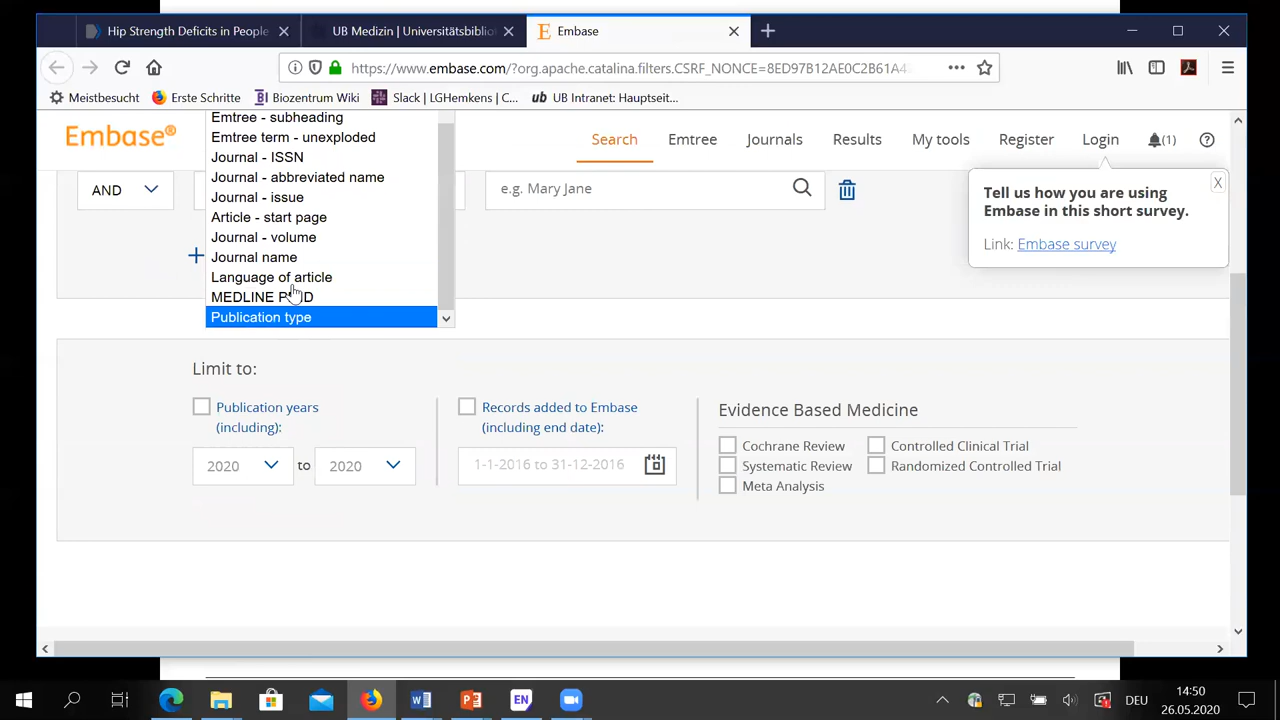 Hip Strength Deficits in People
UB Medizin | Universitätsbiblio
E Embase
https://www.embase.com/?org.apache.catalina.filters.CSRF_NONCE=8ED97B12AE0C2B61A4
Meistbesucht
Erste Schritte
Biozentrum Wiki
Slack | LGHemkens (C...
ub UB Intranet: Hauptseit...
Embase®
Search
Emtree
Journals
Results
My tools
Register
Login
(1)
Emtree - subheading
Emtree term - unexploded
Journal - ISSN
Journal - abbreviated name
Journal - issue
Article - start page
Journal - volume
Journal name
Language of article
MEDLINE
Publication type
AND
e.g. Mary Jane
Tell us how you are using
Embase in this short survey.
Link: Embase survey
X
Limit to:
Publication years
(including):
2020 to 2020
Records added to Embase
(including end date):
1-1-2016 to 31-12-2016
Evidence Based Medicine
Cochrane Review
Controlled Clinical Trial
Systematic Review
Randomized Controlled Trial
Meta Analysis
EN
DEU
14:50
26.05.2020